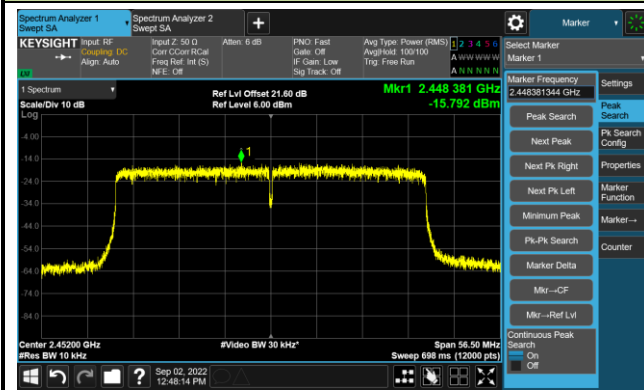 Spectrum Analyzer 1
Swept SA
Spectrum Analyzer 2
Swept SA
+
Marker
KEYSIGHT
Input: RF
Coupling: DC
Align: Auto
Input Z: 50 Ω
Corr CCorr RCal
Freq Ref: Int (S)
NFE: Off
Atten: 6 dB
PNO: Fast
Gate: Off
IF Gain: Low
Sig Track: Off
Avg Type: Power (RMS)
Avg|Hold: 100/100
Trig: Free Run
1 2 3 4 5 6
A W W W W W
A N N N N N
Select Marker
Marker 1
1 Spectrum
Scale/Div 10 dB
Log
Ref Lvl Offset 21.60 dB
Ref Level 6.00 dBm
Mkr1 2.448 381 GHz
-15.792 dBm
-4.00
-14.0
-24.0
-34.0
-44.0
-54.0
-64.0
-74.0
-84.0
1
Center 2.45200 GHz
#Res BW 10 kHz
#Video BW 30 kHz*
Span 56.50 MHz
Sweep 698 ms (12000 pts)
Marker Frequency
2.448381344 GHz
Peak Search
Next Peak
Next Pk Right
Next Pk Left
Minimum Peak
Pk-Pk Search
Marker Delta
Mkr→CF
Mkr→Ref Lvl
Continuous Peak
Search
On
Off
Settings
Peak
Search
Pk Search
Config
Properties
Marker
Function
Marker→
Counter
?
Sep 02, 2022
12:48:14 PM